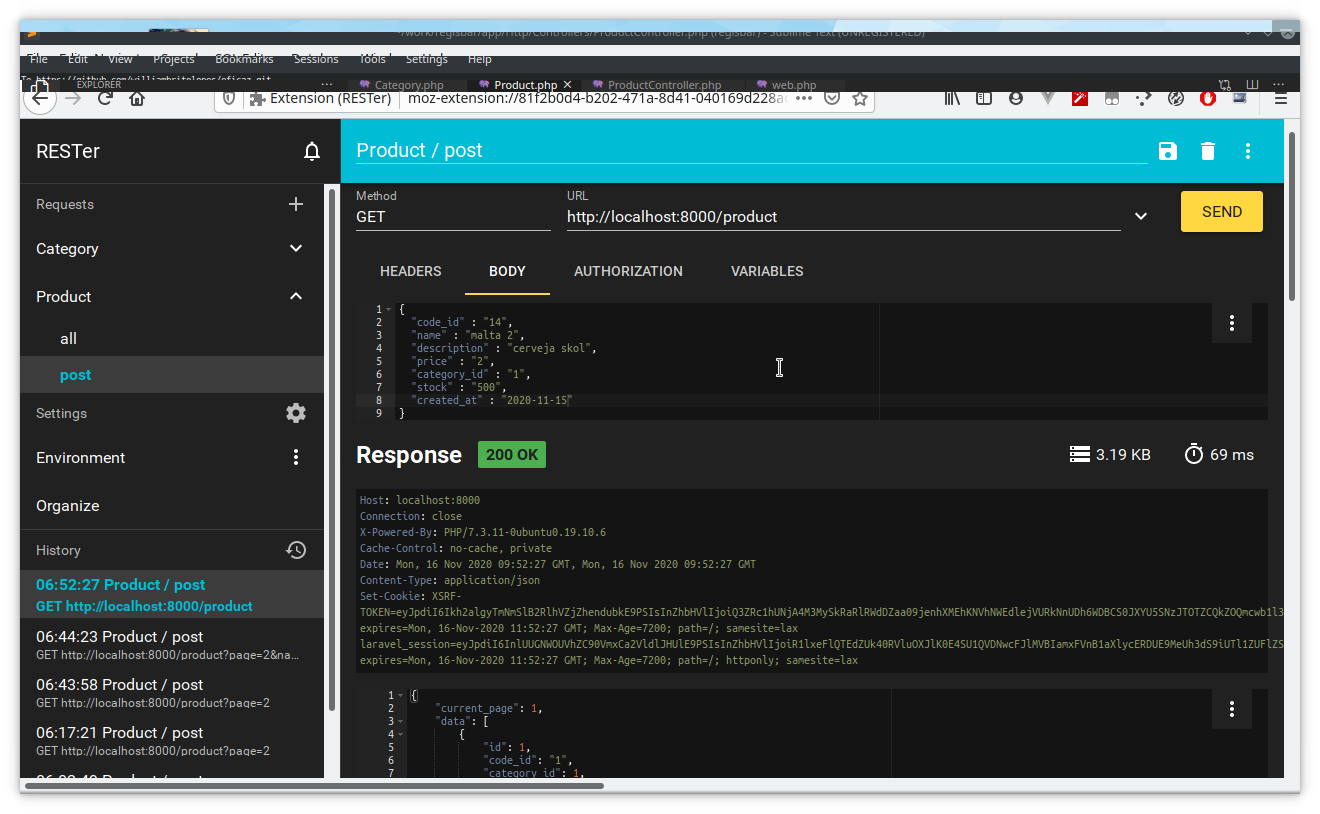 ~/work/regisbar/app/Http/Controllers/ProductController.php (regisbar) - Sublime Text (UNREGISTERED)
File Edit View Projects Bookmarks Sessions Tools Settings Help
To https://github.com/williambritolopes/oficaz.git
EXPLORER ··· Category.php Product.php × ProductController.php web.php ···
Extension (RESTer) moz-extension://81f2b0d4-b202-471a-8d41-040169d228a
RESTer
Product / post
Requests
Category
Product
all
post
Settings
Environment
Organize
History
06:52:27 Product / post
GET http://localhost:8000/product
06:44:23 Product / post
GET http://localhost:8000/product?page=2&na...
06:43:58 Product / post
GET http://localhost:8000/product?page=2
06:17:21 Product / post
GET http://localhost:8000/product?page=2
Method
GET
URL
http://localhost:8000/product
SEND
HEADERS BODY AUTHORIZATION VARIABLES
1 {
2 "code_id" : "14",
3 "name" : "malta 2",
4 "description" : "cerveja skol",
5 "price" : "2",
6 "category_id" : "1",
7 "stock" : "500",
8 "created_at" : "2020-11-15"
9 }
Response 200 OK 3.19 KB 69 ms
Host: localhost:8000
Connection: close
X-Powered-By: PHP/7.3.11-0ubuntu0.19.10.6
Cache-Control: no-cache, private
Date: Mon, 16 Nov 2020 09:52:27 GMT, Mon, 16 Nov 2020 09:52:27 GMT
Content-Type: application/json
Set-Cookie: XSRF-
expires=Mon, 16-Nov-2020 11:52:27 GMT; Max-Age=7200; path=/; samesite=lax
expires=Mon, 16-Nov-2020 11:52:27 GMT; Max-Age=7200; path=/; httponly; samesite=lax
1 {
2 "current_page": 1,
3 "data": [
4 {
5 "id": 1,
6 "code_id": "1",
7 "category_id": 1,